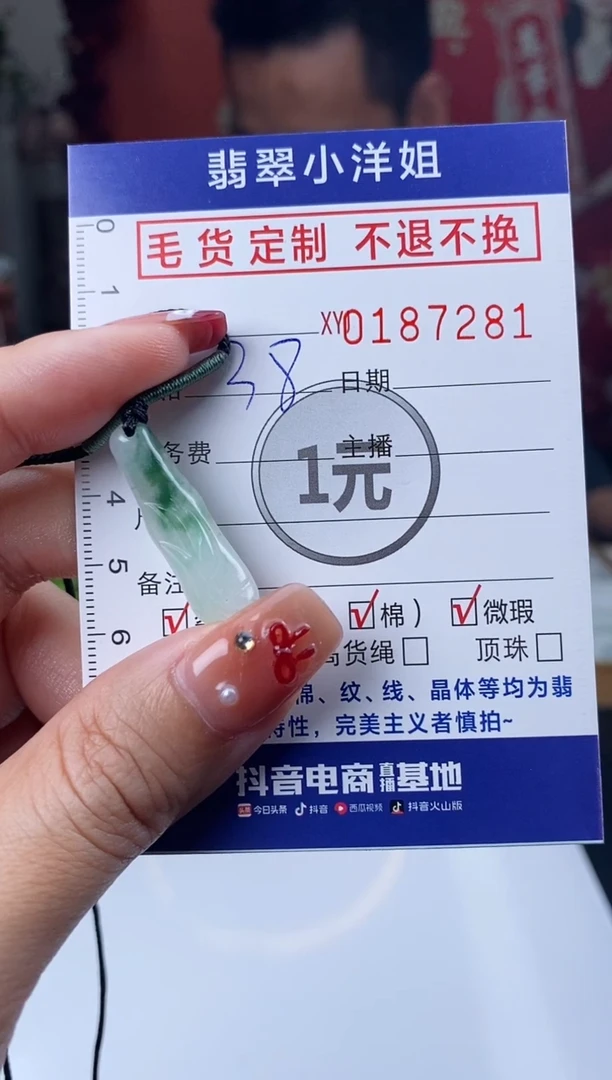 翡翠小洋姐
毛货定制 不退不换
XY00187281
38 日期
务费 主播
1元
备注
棉） 微瑕
货绳 顶珠
棉、纹、线、晶体等均为翡
特性，完美主义者慎拍~
抖音电商直播基地
头条 今日头条 抖音 西瓜视频 抖音火山版
0
1
4
5
6